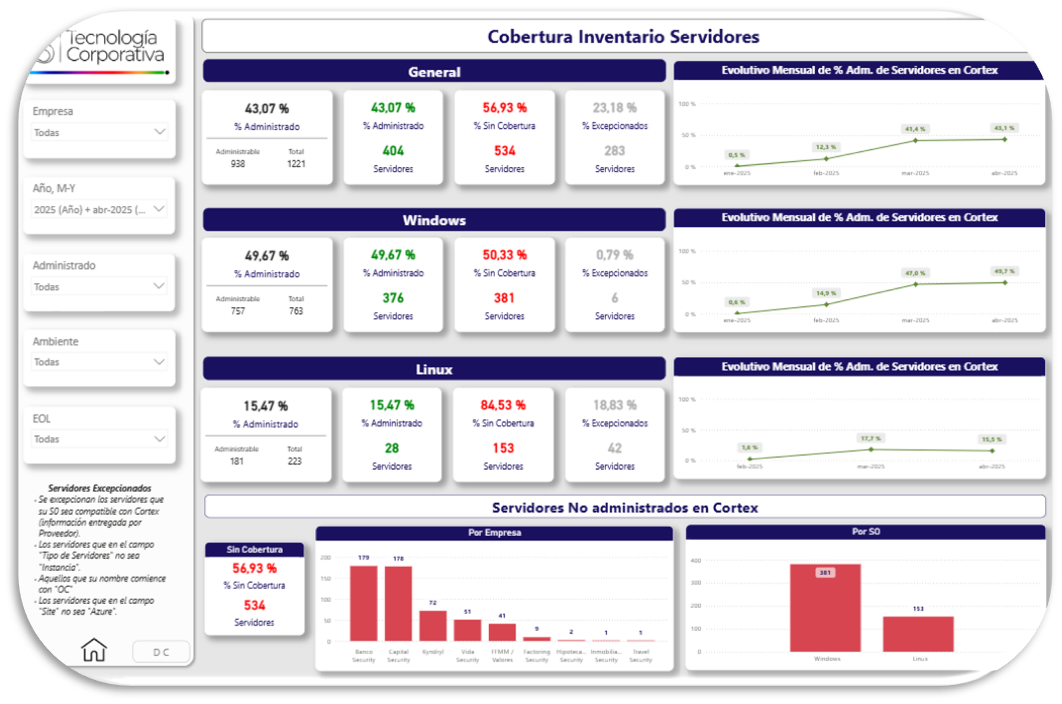 Tecnología
Corporativa
Cobertura Inventario Servidores
Empresa
Todas
Año, M-Y
2025 (Año) + abr-2025 (...
Administrado
Todas
Ambiente
Todas
EOL
Todas
Servidores Excepcionados
- Se excepcionan los servidores que
su SO sea compatible con Cortex
(información entregada por
Proveedor).
- Los servidores que en el campo
"Tipo de Servidores" no sea
"Instancia".
- Aquellos que su nombre comience
con "OC"
- Los servidores que en el campo
"Site" no sea "Azure".
D C
General
43,07 %
% Administrado
Administrable Total
938 1221
43,07 %
% Administrado
404
Servidores
56,93 %
% Sin Cobertura
534
Servidores
23,18 %
% Excepcionados
283
Servidores
Evolutivo Mensual de % Adm. de Servidores en Cortex
100 %
50 %
0 %
0,5 % 12,3 % 43,4 % 43,1 %
ene-2025 feb-2025 mar-2025 abr-2025
Windows
49,67 %
% Administrado
Administrable Total
757 763
49,67 %
% Administrado
376
Servidores
50,33 %
% Sin Cobertura
381
Servidores
0,79 %
% Excepcionados
6
Servidores
Evolutivo Mensual de % Adm. de Servidores en Cortex
100 %
50 %
0 %
0,6 % 14,9 % 47,0 % 49,7 %
ene-2025 feb-2025 mar-2025 abr-2025
Linux
15,47 %
% Administrado
Administrable Total
181 223
15,47 %
% Administrado
28
Servidores
84,53 %
% Sin Cobertura
153
Servidores
18,83 %
% Excepcionados
42
Servidores
Evolutivo Mensual de % Adm. de Servidores en Cortex
100 %
50 %
0 %
1,6 % 17,7 % 15,5 %
feb-2025 mar-2025 abr-2025
Servidores No administrados en Cortex
Sin Cobertura
56,93 %
% Sin Cobertura
534
Servidores
Por Empresa
200
150
100
50
0
179 178 72 51 41 9 2 1 1
Banco Capital Kyndryl Vida ITMM / Factoring Hipoteca... Inmobilia... Travel
Security Security Security Valores Security Security Security Security
Por SO
400
300
200
100
0
381 153
Windows Linux